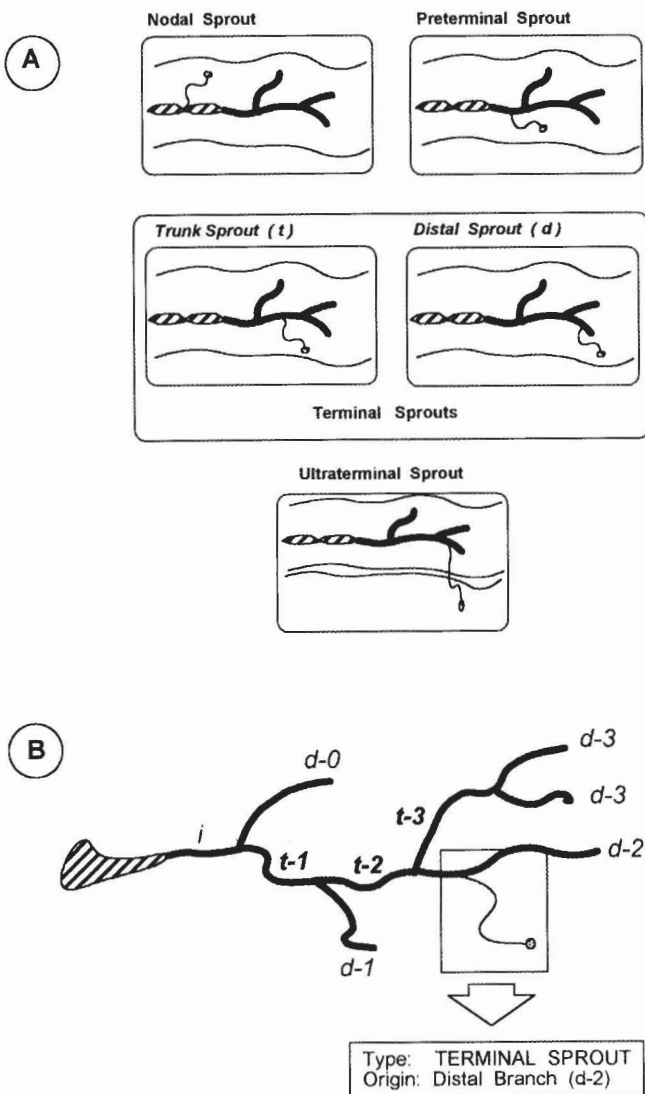 A
Nodal Sprout
Preterminal Sprout
Trunk Sprout ( t )
Distal Sprout ( d )
Terminal Sprouts
Ultraterminal Sprout
B
d-0
d-3
i
t-3
d-3
t-1
t-2
d-2
d-1
Type: TERMINAL SPROUT
Origin: Distal Branch (d-2)